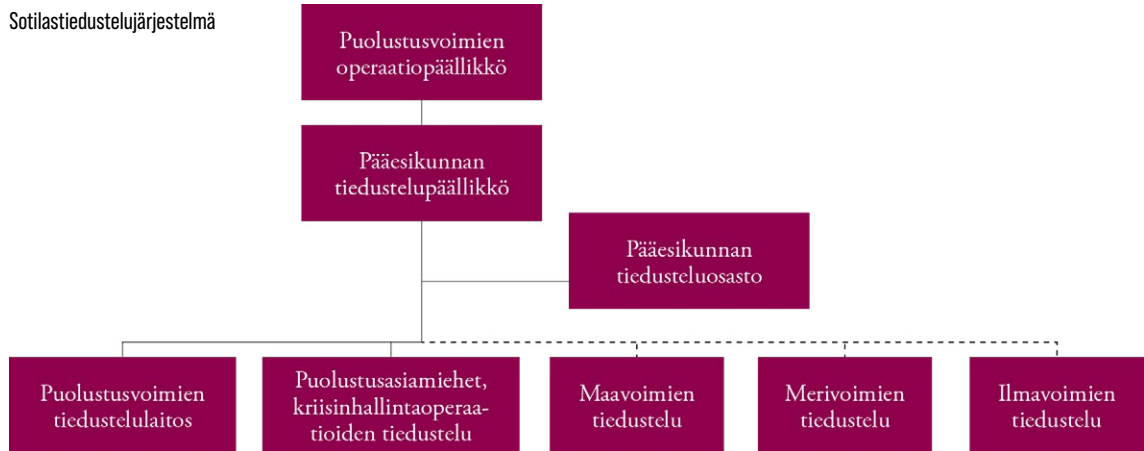 Sotilastiedustelujärjestelmä
Puolustusvoimien
operaatiopäällikkö
Pääesikunnan
tiedustelupäällikkö
Pääesikunnan
tiedusteluosasto
Puolustusvoimien
tiedustelulaitos
Puolustusasiamiehet,
kriisinhallintaoperaa-
tioiden tiedustelu
Maavoimien
tiedustelu
Merivoimien
tiedustelu
Ilmavoimien
tiedustelu